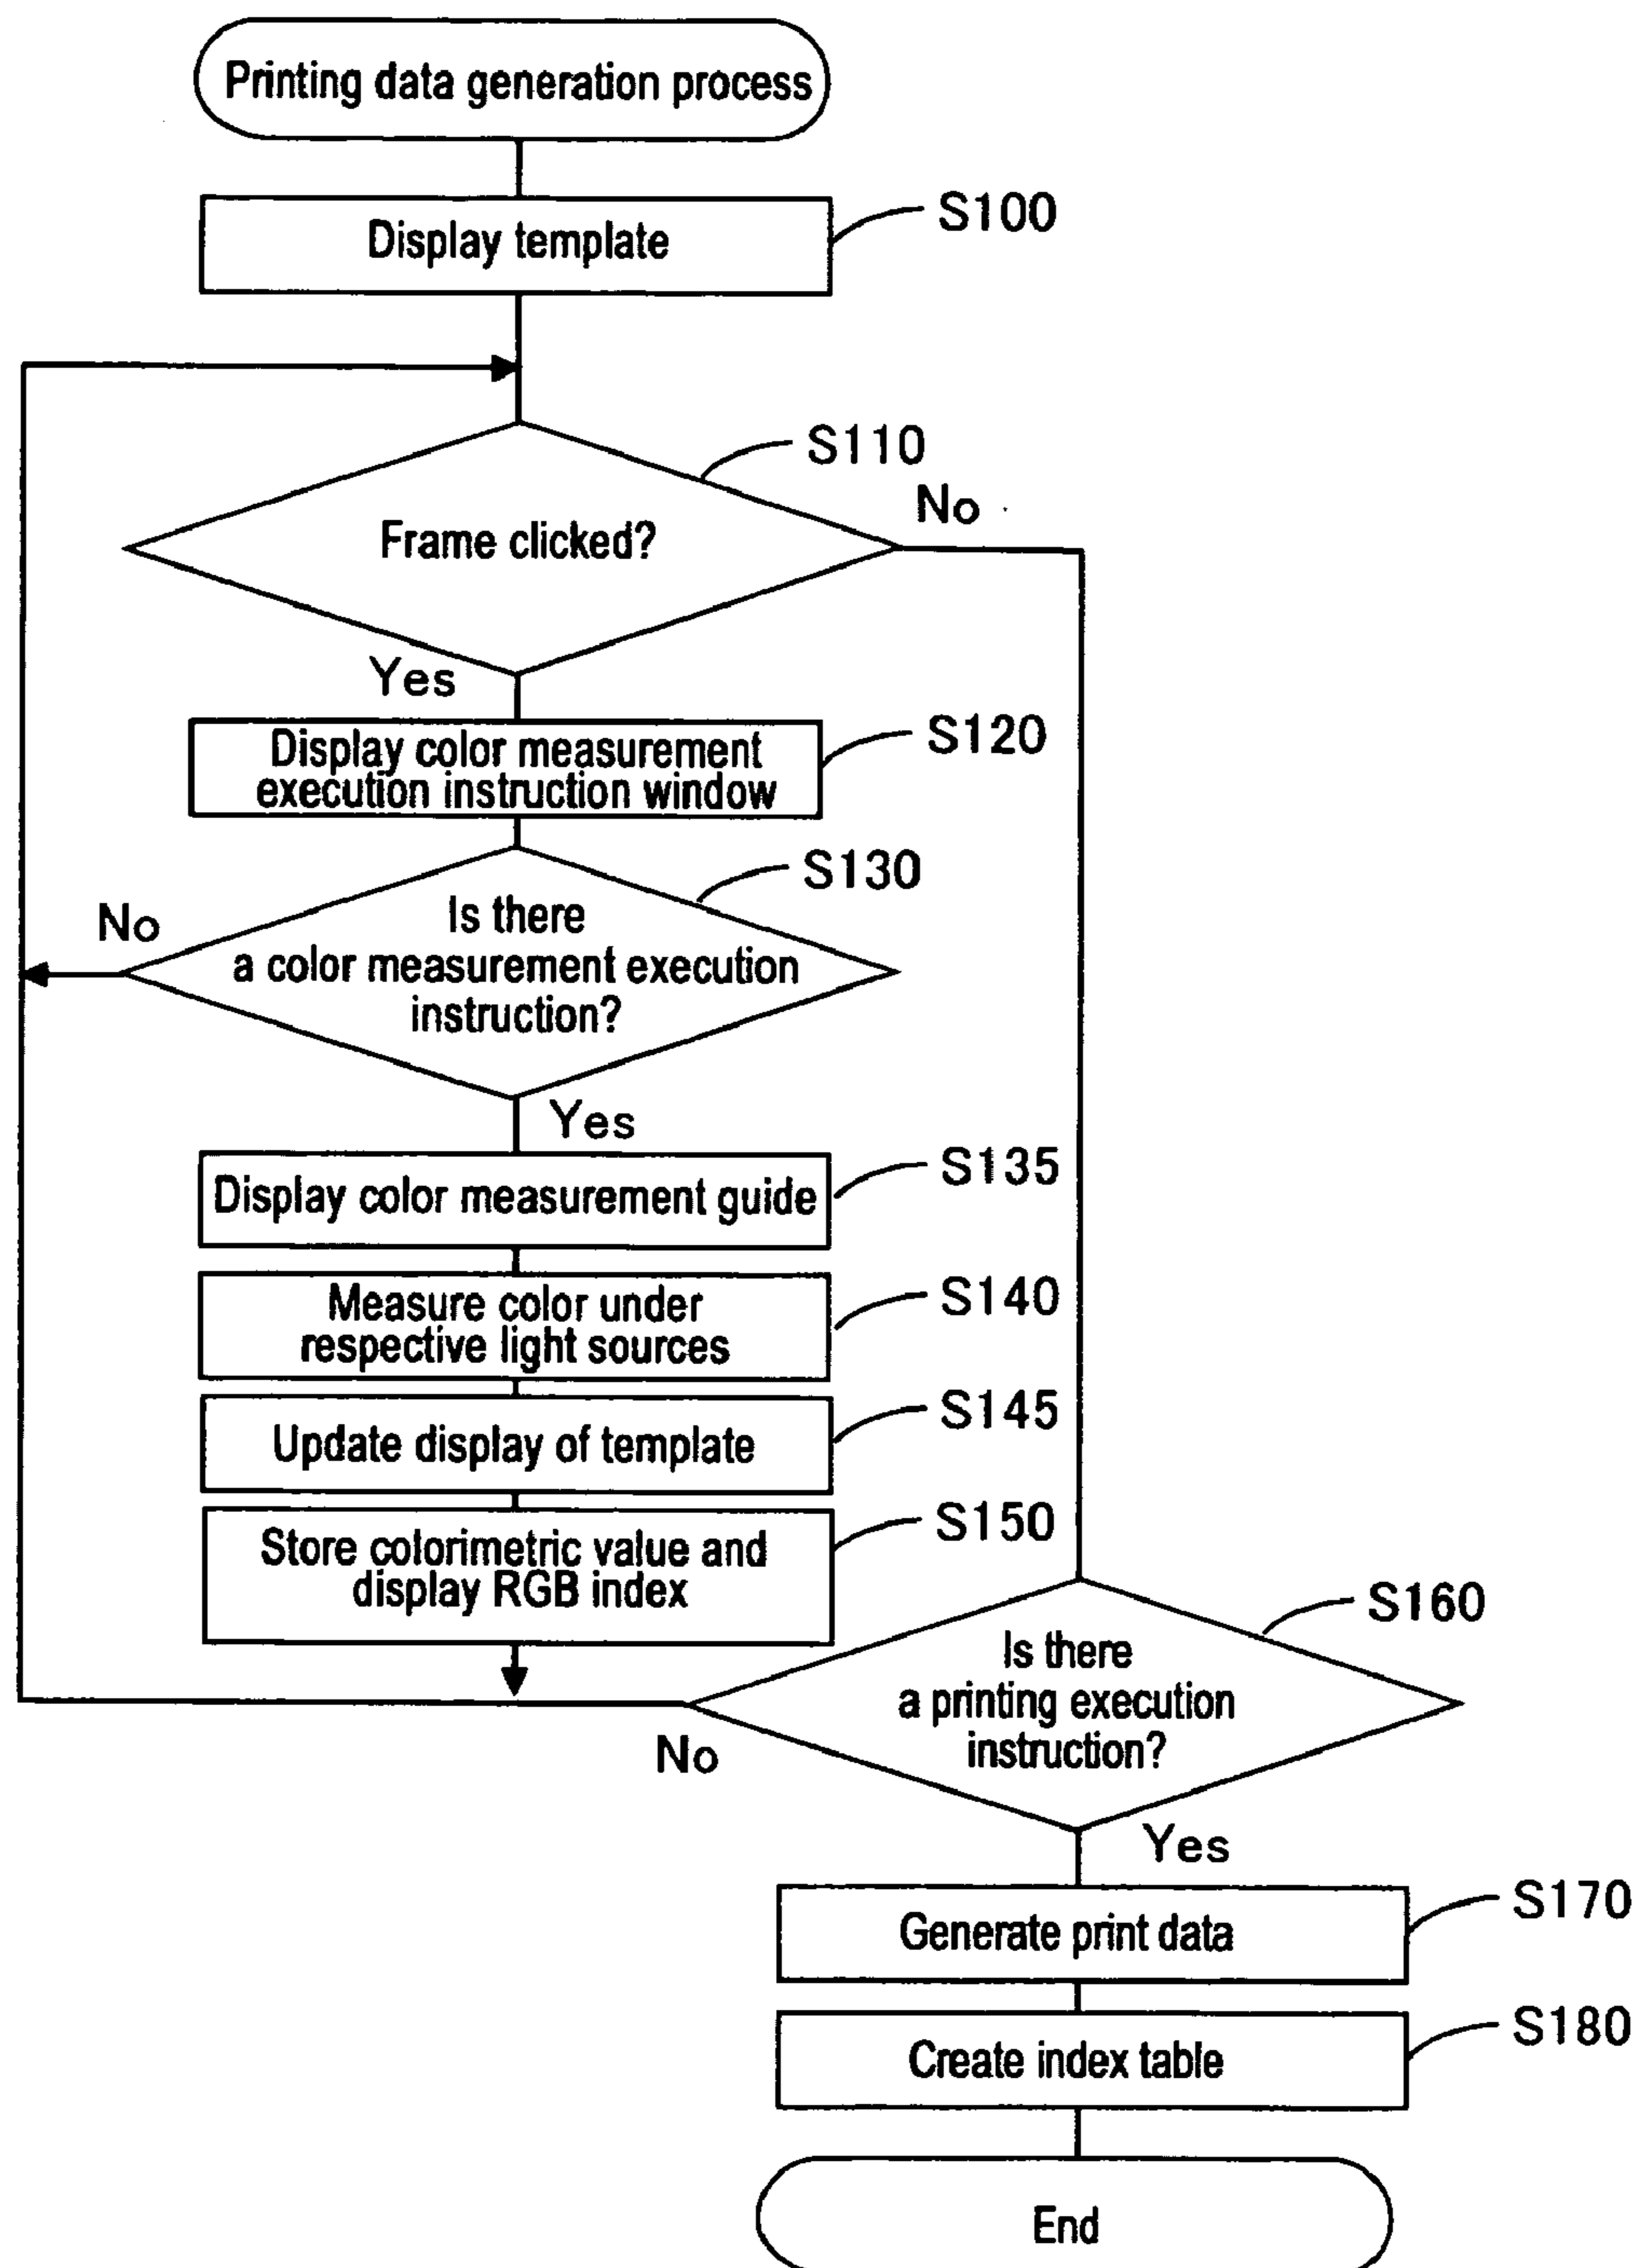 Printing data generation process
Display template
S100
S110
No
Frame clicked?
Yes
Display color measurement
execution instruction window
S120
S130
No
Is there
a color measurement execution
instruction?
Yes
Display color measurement guide
S135
Measure color under
respective light sources
S140
Update display of template
S145
Store colorimetric value and
display RGB index
S150
S160
Is there
a printing execution
instruction?
No
Yes
Generate print data
S170
Create index table
S180
End